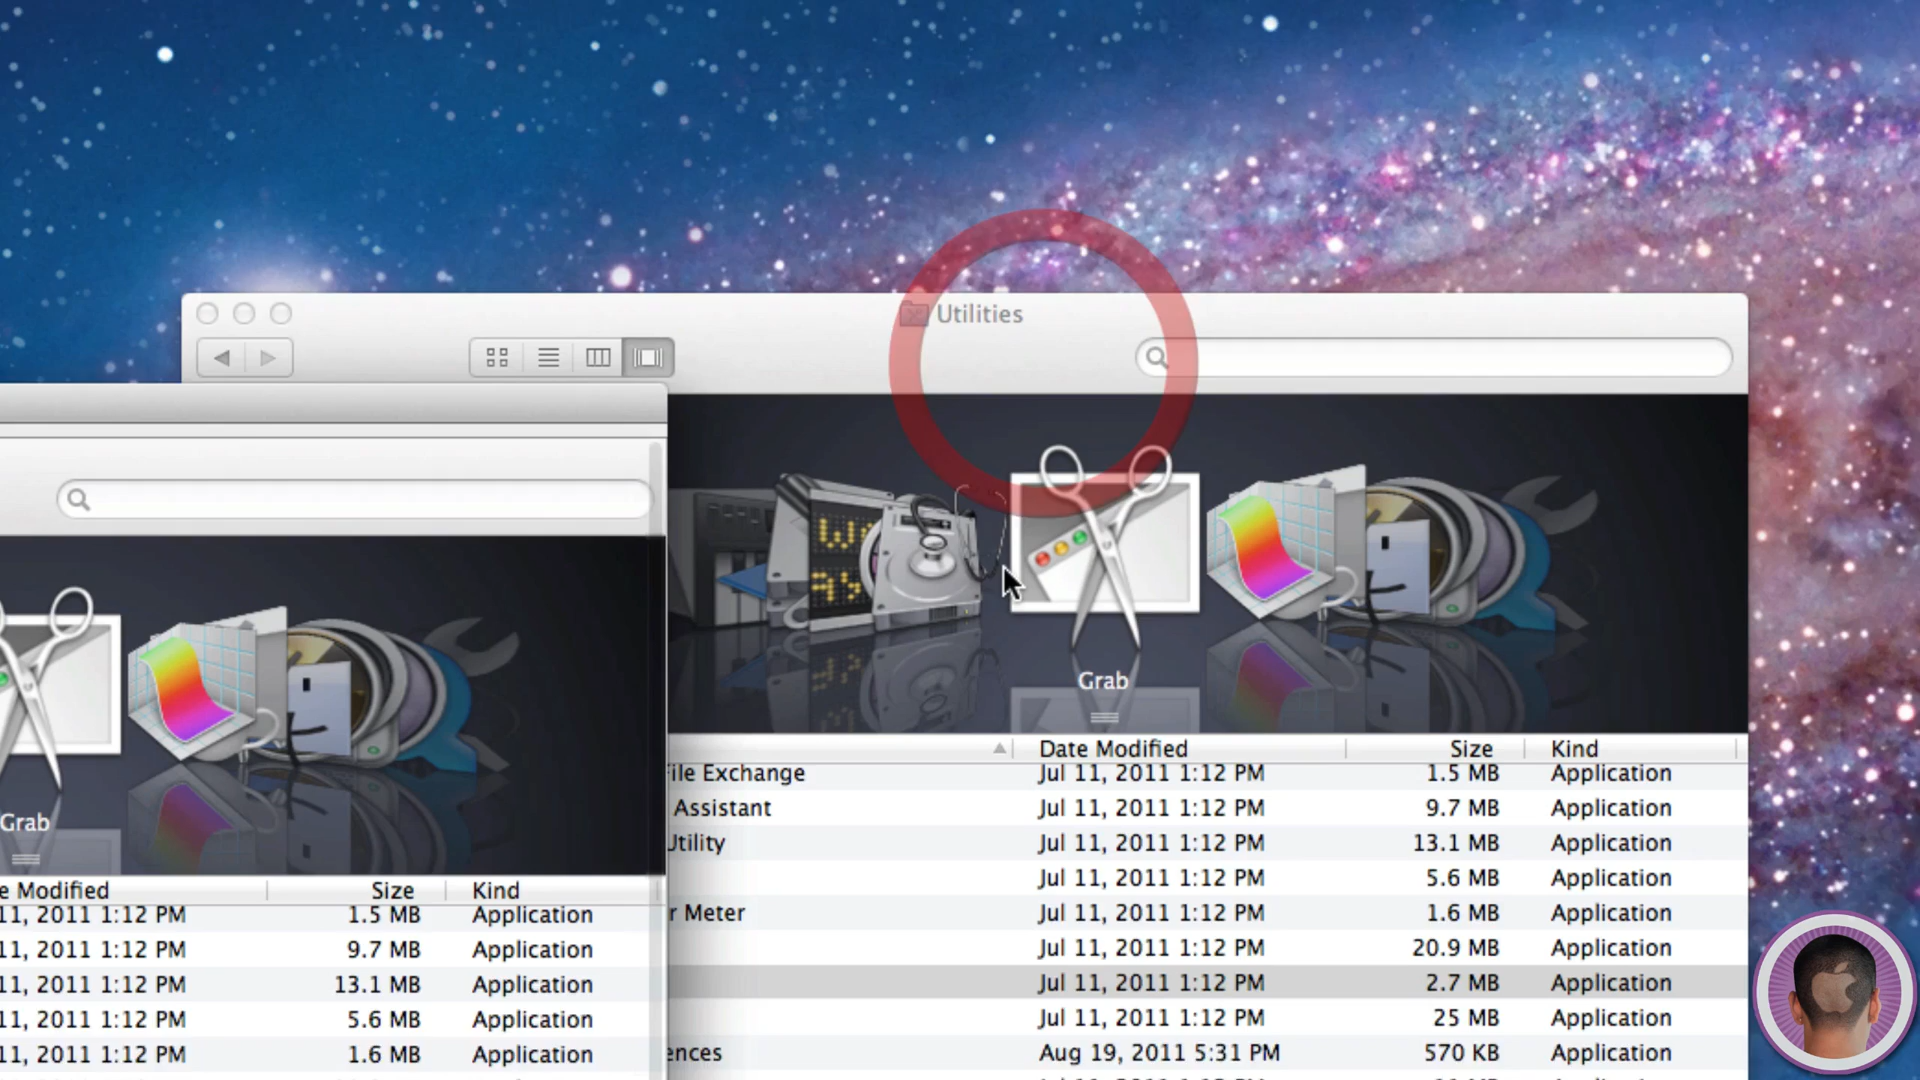 Utilities
Grab
Date Modified Size Kind
File Exchange Jul 11, 2011 1:12 PM 1.5 MB Application
Assistant Jul 11, 2011 1:12 PM 9.7 MB Application
Utility Jul 11, 2011 1:12 PM 13.1 MB Application
Jul 11, 2011 1:12 PM 5.6 MB Application
r Meter Jul 11, 2011 1:12 PM 1.6 MB Application
Jul 11, 2011 1:12 PM 20.9 MB Application
Jul 11, 2011 1:12 PM 2.7 MB Application
Jul 11, 2011 1:12 PM 25 MB Application
ences Aug 19, 2011 5:31 PM 570 KB Application
Grab
e Modified Size Kind
11, 2011 1:12 PM 1.5 MB Application
11, 2011 1:12 PM 9.7 MB Application
11, 2011 1:12 PM 13.1 MB Application
11, 2011 1:12 PM 5.6 MB Application
11, 2011 1:12 PM 1.6 MB Application